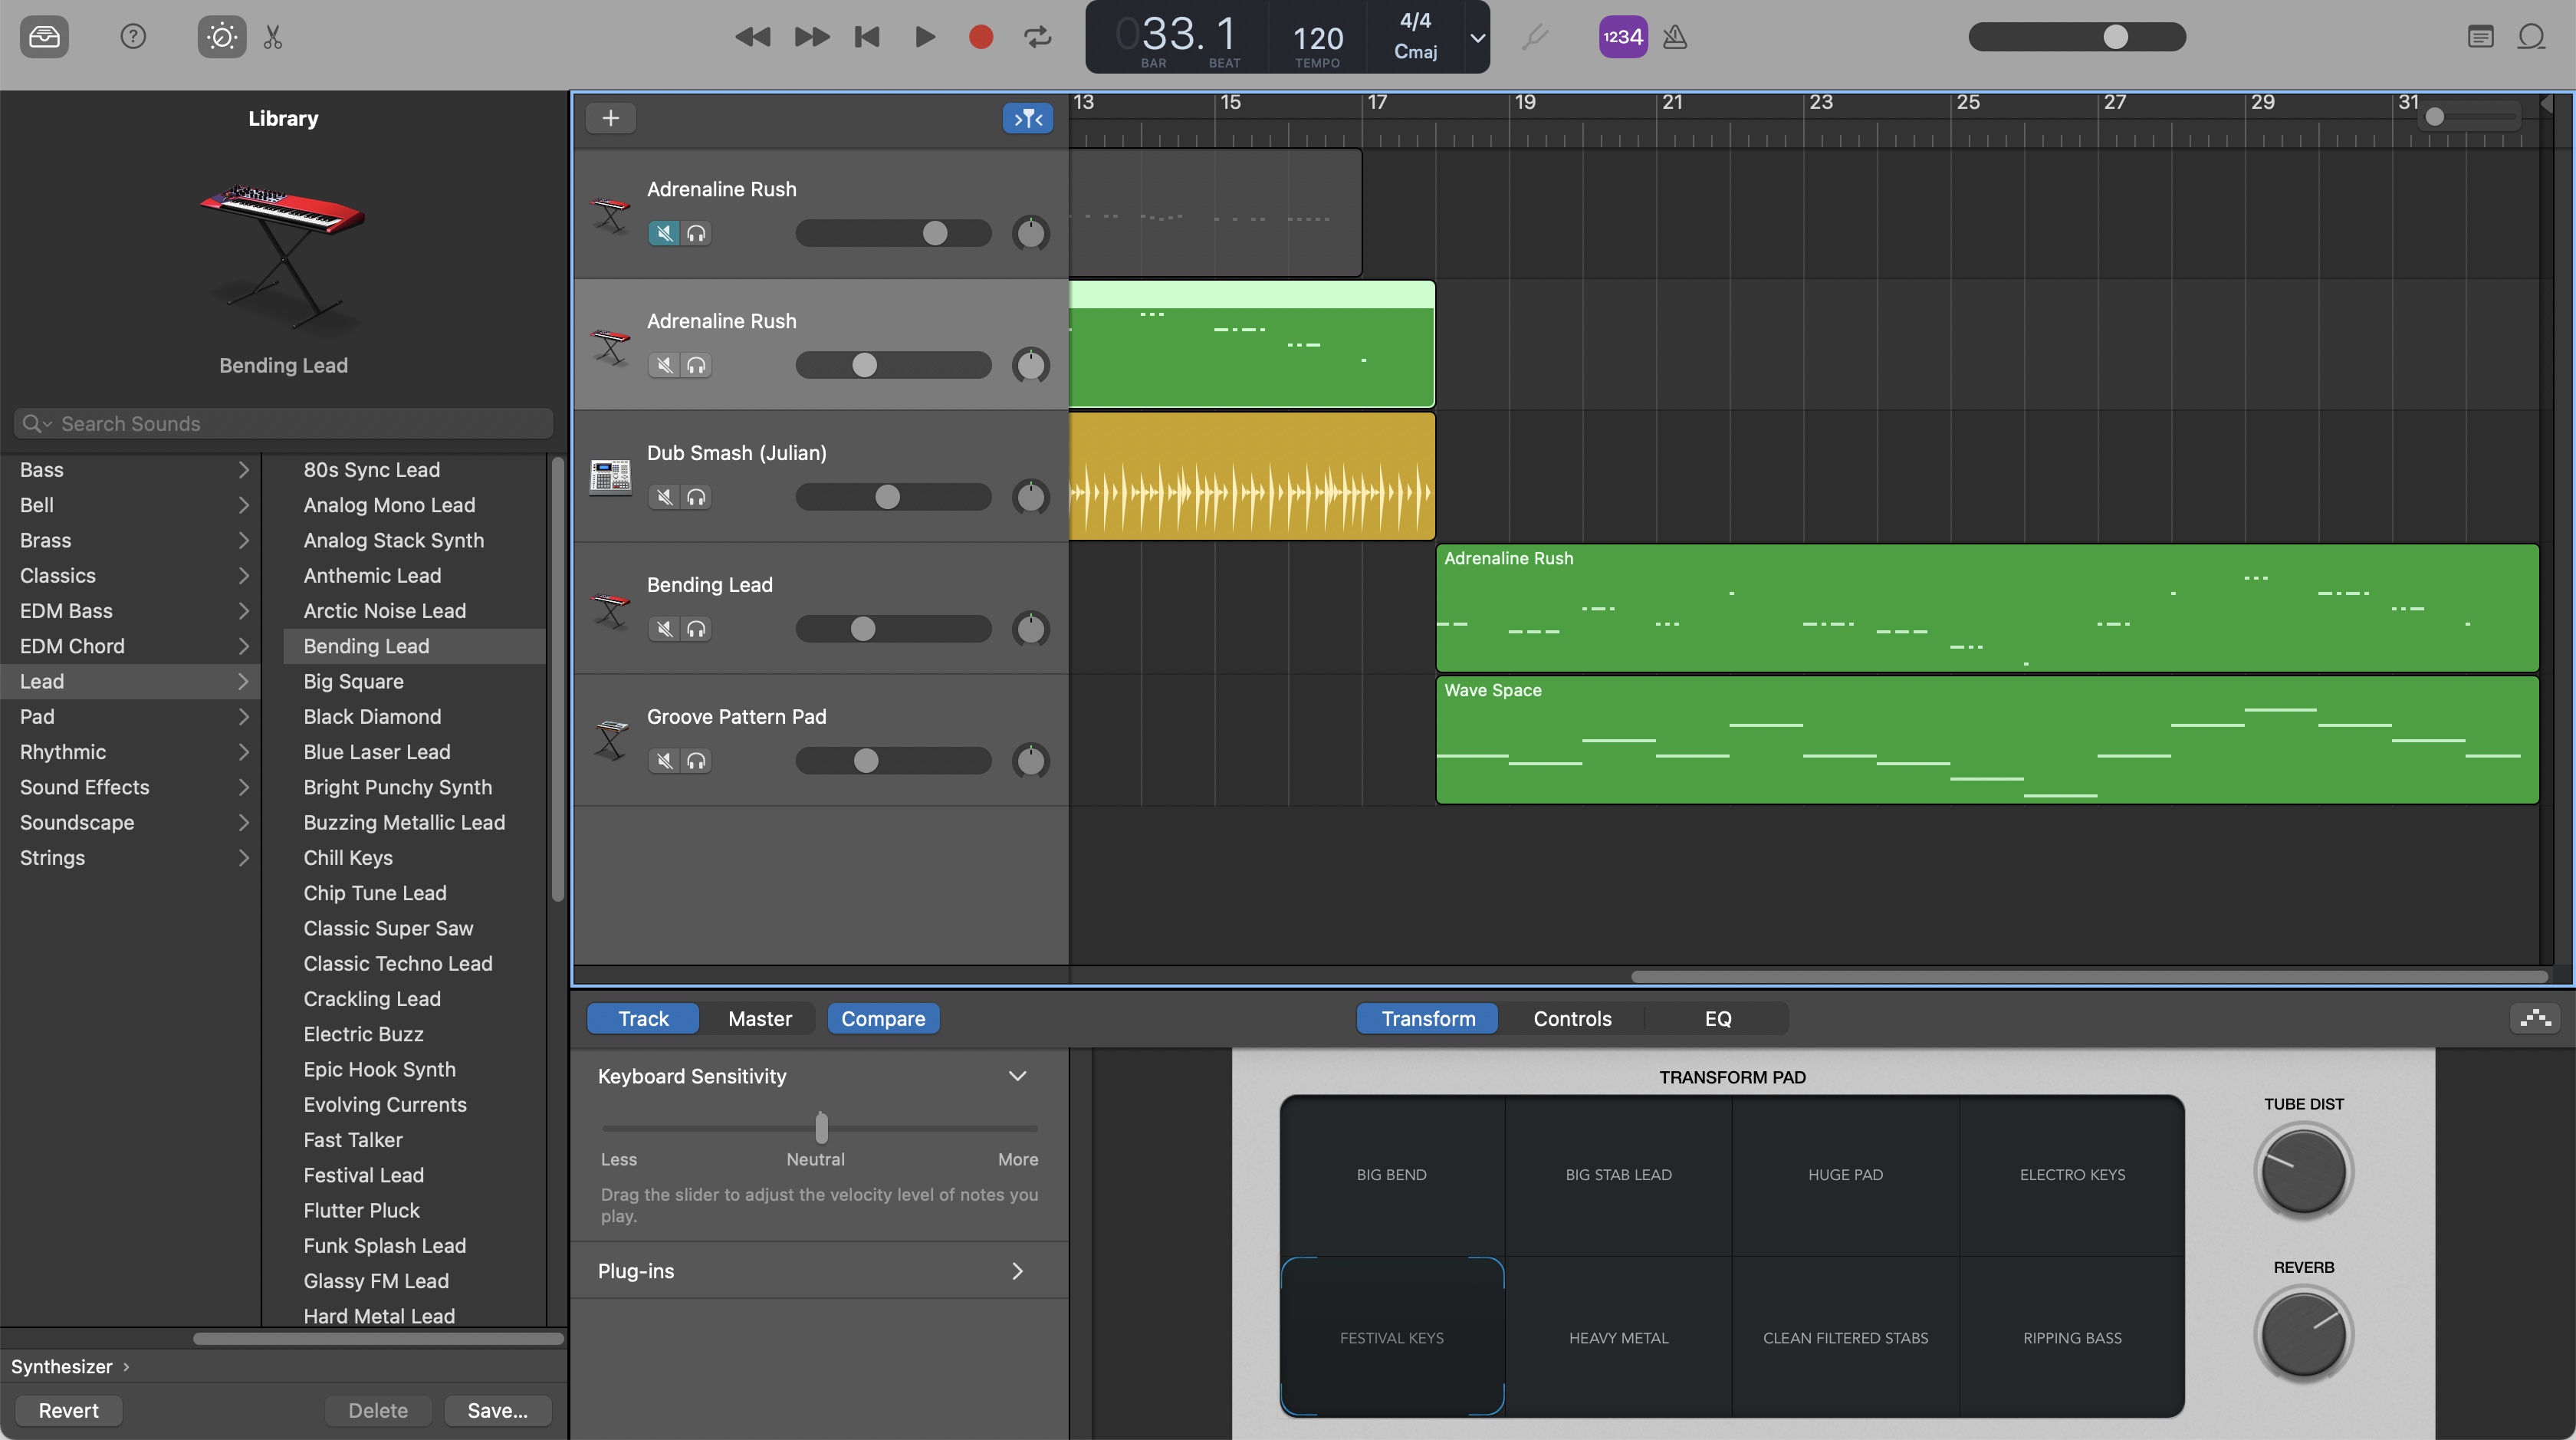 033. 1
BAR
BEAT
120
TEMPO
4/4
Cmaj
1234
Library
Bending Lead
Search Sounds
Bass
Bell
Brass
Classics
EDM Bass
EDM Chord
Lead
Pad
Rhythmic
Sound Effects
Soundscape
Strings
80s Sync Lead
Analog Mono Lead
Analog Stack Synth
Anthemic Lead
Arctic Noise Lead
Bending Lead
Big Square
Black Diamond
Blue Laser Lead
Bright Punchy Synth
Buzzing Metallic Lead
Chill Keys
Chip Tune Lead
Classic Super Saw
Classic Techno Lead
Crackling Lead
Electric Buzz
Epic Hook Synth
Evolving Currents
Fast Talker
Festival Lead
Flutter Pluck
Funk Splash Lead
Glassy FM Lead
Hard Metal Lead
Synthesizer
Revert
Delete
Save...
13 15 17 19 21 23 25 27 29 31
Adrenaline Rush
Adrenaline Rush
Dub Smash (Julian)
Bending Lead
Groove Pattern Pad
Adrenaline Rush
Wave Space
Track
Master
Compare
Transform
Controls
EQ
Keyboard Sensitivity
Less
Neutral
More
Drag the slider to adjust the velocity level of notes you
play.
Plug-ins
TRANSFORM PAD
BIG BEND
BIG STAB LEAD
HUGE PAD
ELECTRO KEYS
FESTIVAL KEYS
HEAVY METAL
CLEAN FILTERED STABS
RIPPING BASS
TUBE DIST
REVERB